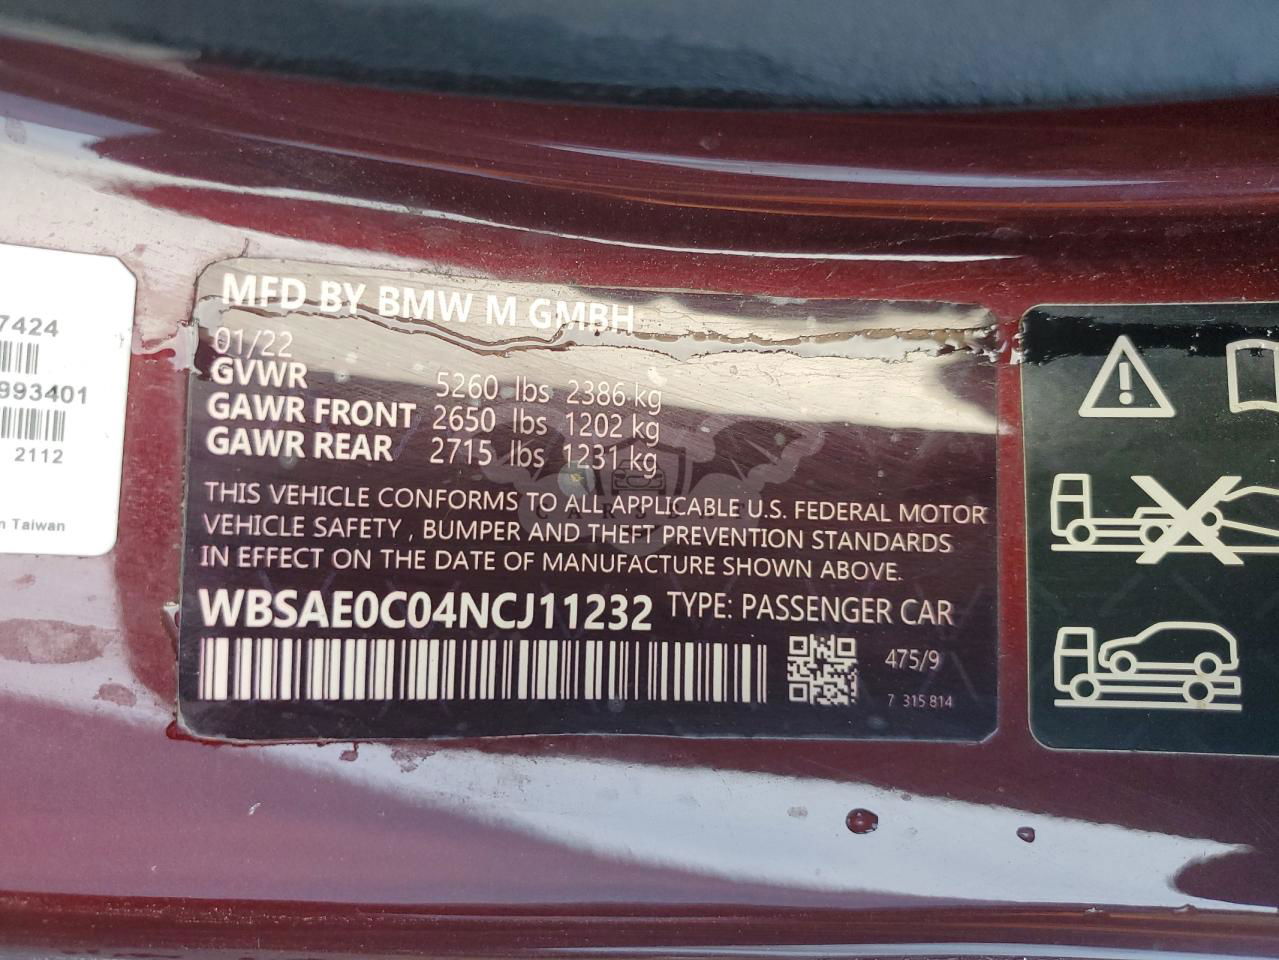 7424
993401
2112
n Taiwan
MFD BY BMW M GMBH
01/22
GVWR 5260 lbs 2386 kg
GAWR FRONT 2650 lbs 1202 kg
GAWR REAR 2715 lbs 1231 kg
THIS VEHICLE CONFORMS TO ALL APPLICABLE U.S. FEDERAL MOTOR
VEHICLE SAFETY , BUMPER AND THEFT PREVENTION STANDARDS
IN EFFECT ON THE DATE OF MANUFACTURE SHOWN ABOVE.
WBSAE0C04NCJ11232 TYPE: PASSENGER CAR
475/9
7 315 814